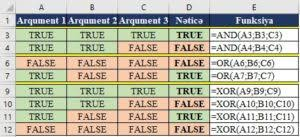 A B C D E
1 Arqument 1 Arqument 2 Arqument 3 Nəticə Funksiya
3 TRUE TRUE TRUE TRUE =AND(A3;B3;C3)
4 TRUE TRUE FALSE FALSE =AND(A4;B4;C4)
6 FALSE FALSE FALSE FALSE =OR(A6;B6;C6)
7 TRUE FALSE FALSE TRUE =OR(A7;B7;C7)
9 TRUE TRUE TRUE TRUE =XOR(A9;B9;C9)
10 TRUE TRUE FALSE FALSE =XOR(A10;B10;C10)
11 TRUE FALSE FALSE TRUE =XOR(A11;B11;C11)
12 FALSE FALSE FALSE FALSE =XOR(A12;B12;C12)